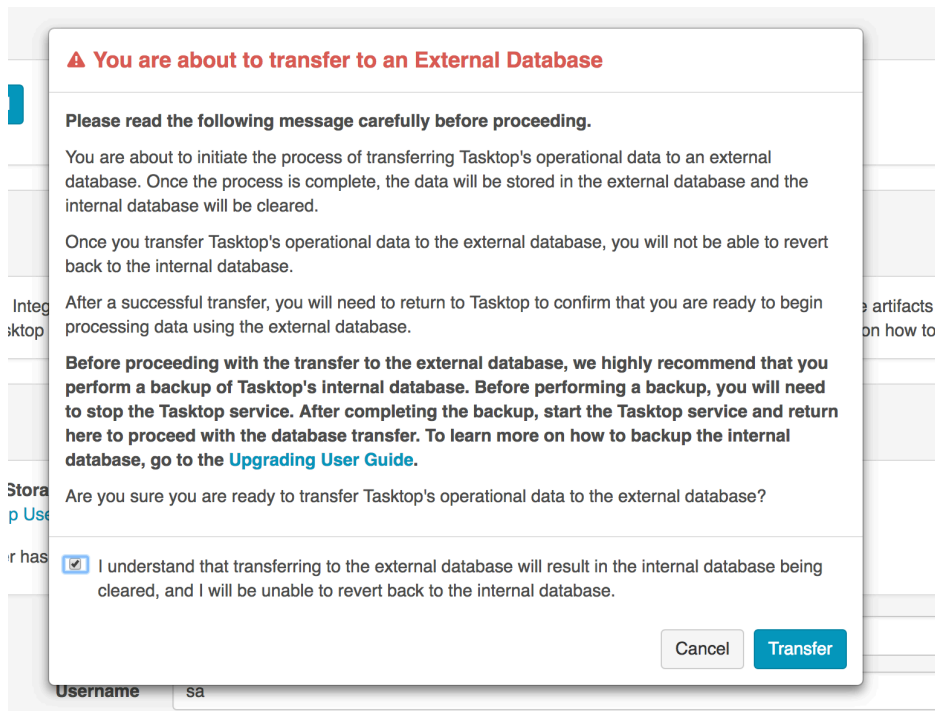 You are about to transfer to an External Database
Please read the following message carefully before proceeding.
You are about to initiate the process of transferring Tasktop's operational data to an external
database. Once the process is complete, the data will be stored in the external database and the
internal database will be cleared.
Once you transfer Tasktop's operational data to the external database, you will not be able to revert
back to the internal database.
After a successful transfer, you will need to return to Tasktop to confirm that you are ready to begin
processing data using the external database.
Before proceeding with the transfer to the external database, we highly recommend that you
perform a backup of Tasktop's internal database. Before performing a backup, you will need
to stop the Tasktop service. After completing the backup, start the Tasktop service and return
here to proceed with the database transfer. To learn more on how to backup the internal
database, go to the Upgrading User Guide.
Are you sure you are ready to transfer Tasktop's operational data to the external database?
I understand that transferring to the external database will result in the internal database being
cleared, and I will be unable to revert back to the internal database.
Cancel Transfer
Integ
sktop
artifacts
on how to
Stora
p Use
r has
Username sa